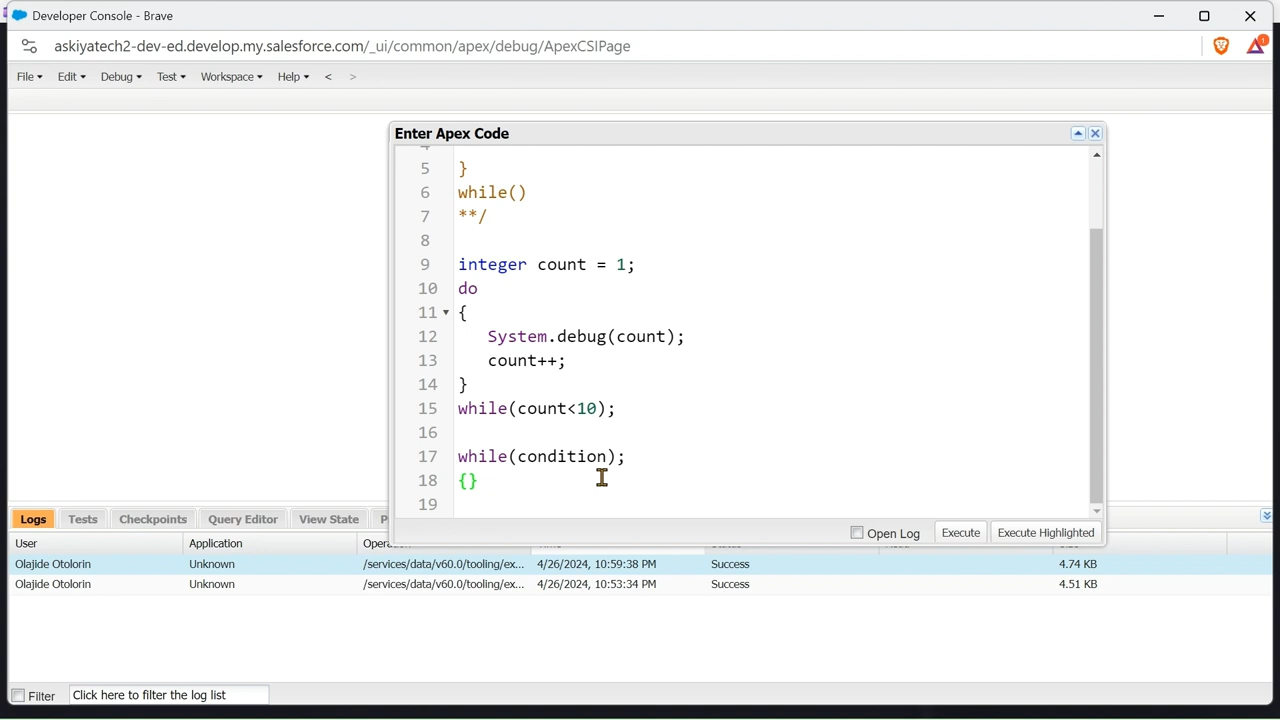 Developer Console - Brave
askiyatech2-dev-ed.develop.my.salesforce.com/_ui/common/apex/debug/ApexCSIPage
1
File Edit Debug Test Workspace Help < >
Enter Apex Code
5 }
6 while()
7 **/
8
9 integer count = 1;
10 do
11 {
12 System.debug(count);
13 count++;
14 }
15 while(count<10);
16
17 while(condition);
18 {}
19
Open Log Execute Execute Highlighted
Logs Tests Checkpoints Query Editor View State
User Application
Olajide Otolorin Unknown /services/data/v60.0/tooling/ex... 4/26/2024, 10:59:38 PM Success 4.74 KB
Olajide Otolorin Unknown /services/data/v60.0/tooling/ex... 4/26/2024, 10:53:34 PM Success 4.51 KB
Filter Click here to filter the log list